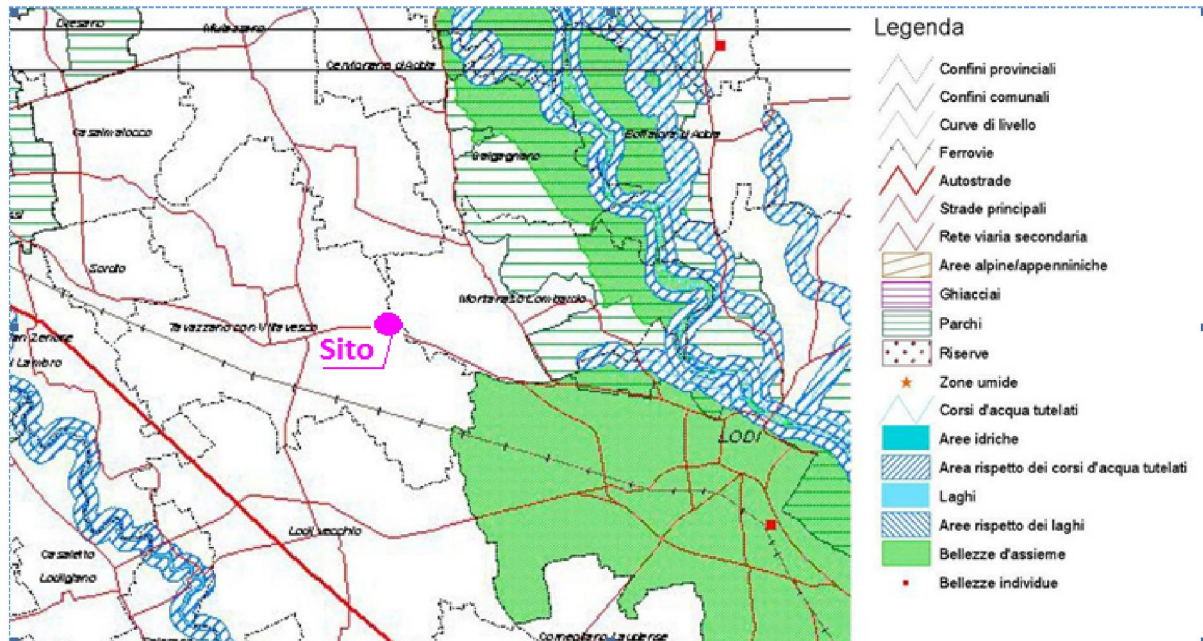 Dresano
Mulazzano
Casalmaiocco
Galgagnano
Boffalora d'Adda
Sordio
Tavazzano con Villavesco
Sito
Lambro
LODI
Lodi Vecchio
Casaletto
Lodigiano
Cornegliano Laudense
Legenda
Confini provinciali
Confini comunali
Curve di livello
Ferrovie
Autostrade
Strade principali
Rete viaria secondaria
Aree alpine/appenniniche
Ghiacciai
Parchi
Riserve
Zone umide
Corsi d'acqua tutelati
Aree idriche
Area rispetto dei corsi d'acqua tutelati
Laghi
Aree rispetto dei laghi
Bellezze d'assieme
Bellezze individue